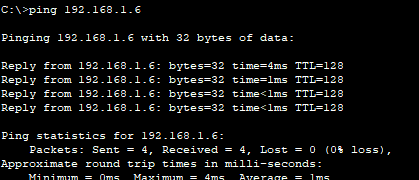 C:\>ping 192.168.1.6
Pinging 192.168.1.6 with 32 bytes of data:
Reply from 192.168.1.6: bytes=32 time=4ms TTL=128
Reply from 192.168.1.6: bytes=32 time=1ms TTL=128
Reply from 192.168.1.6: bytes=32 time<1ms TTL=128
Reply from 192.168.1.6: bytes=32 time<1ms TTL=128
Ping statistics for 192.168.1.6:
Packets: Sent = 4, Received = 4, Lost = 0 (0% loss),
Approximate round trip times in milli-seconds:
Minimum = 0ms, Maximum = 4ms, Average = 1ms